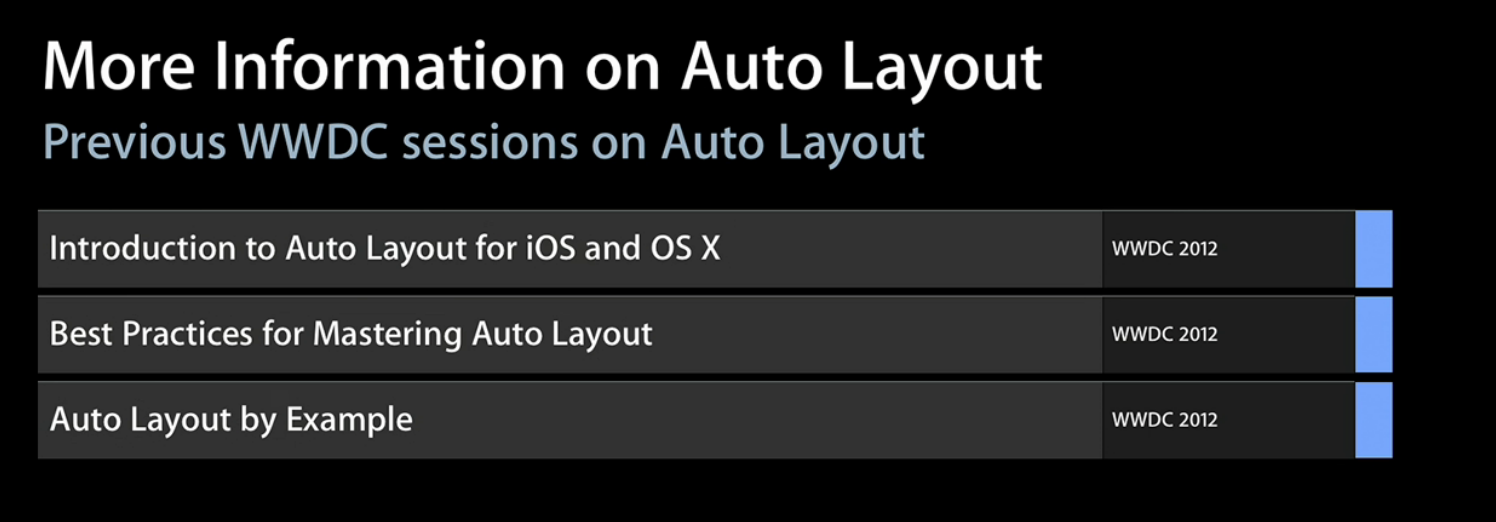 More Information on Auto Layout
Previous WWDC sessions on Auto Layout
Introduction to Auto Layout for iOS and OS X WWDC 2012
Best Practices for Mastering Auto Layout WWDC 2012
Auto Layout by Example WWDC 2012